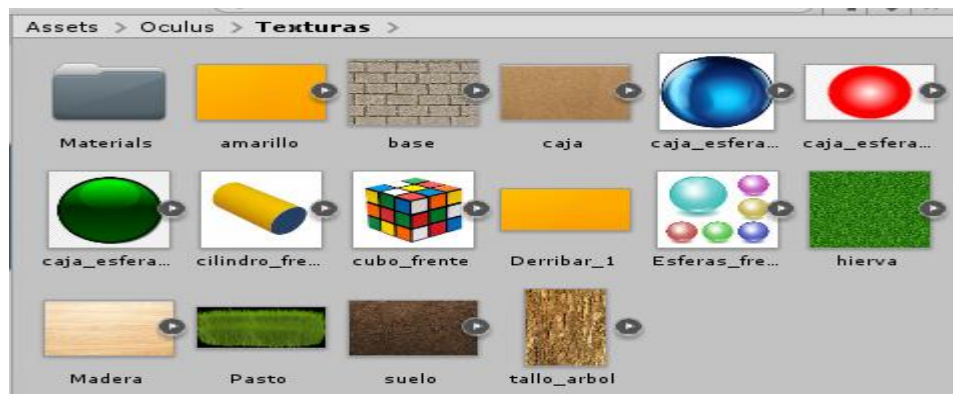 Assets > Oculus > Texturas >
Materials amarillo base caja caja_esfera... caja_esfera...
caja_esfera... cilindro_fre... cubo_frente Derribar_1 Esferas_fre... hierva
Madera Pasto suelo tallo_arbol